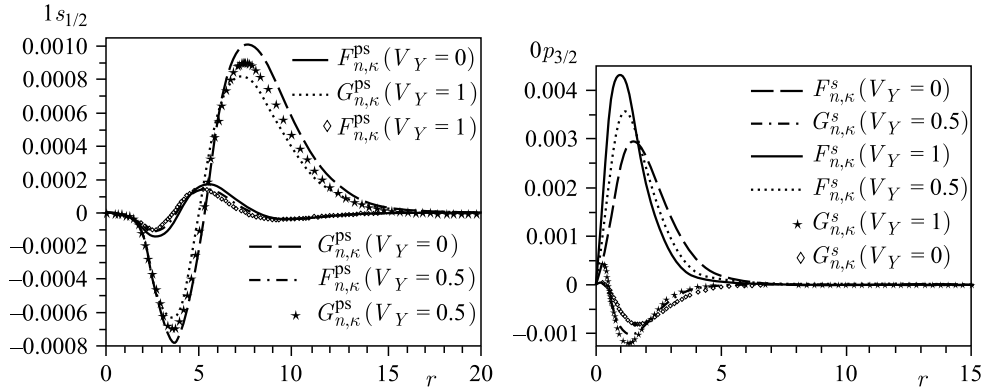 1s1/2
0.0010
0.0008
0.0006
0.0004
0.0002
0
−0.0002
−0.0004
−0.0006
−0.0008
0 5 10 15 20
r
F^ps_n,κ (V_Y = 0)
G^ps_n,κ (V_Y = 1)
F^ps_n,κ (V_Y = 1)
G^ps_n,κ (V_Y = 0)
F^ps_n,κ (V_Y = 0.5)
G^ps_n,κ (V_Y = 0.5)
0p3/2
0.004
0.003
0.002
0.001
0
−0.001
0 5 10 15
r
F^s_n,κ (V_Y = 0)
G^s_n,κ (V_Y = 0.5)
F^s_n,κ (V_Y = 1)
F^s_n,κ (V_Y = 0.5)
G^s_n,κ (V_Y = 1)
G^s_n,κ (V_Y = 0)